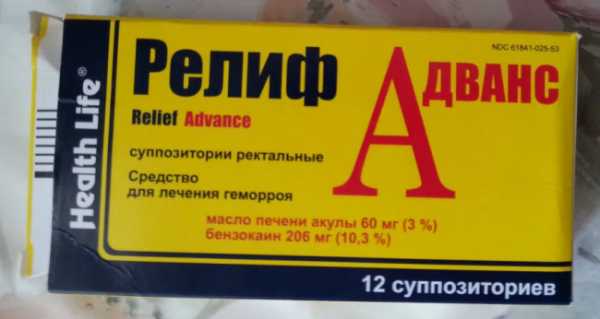 NDC 61841-025-53
Health Life®
Релиф АДВАНС
Relief Advance
суппозитории ректальные
Средство
для лечения геморроя
масло печени акулы 60 мг (3 %)
бензокаин 206 мг (10,3 %)
12 суппозиториев